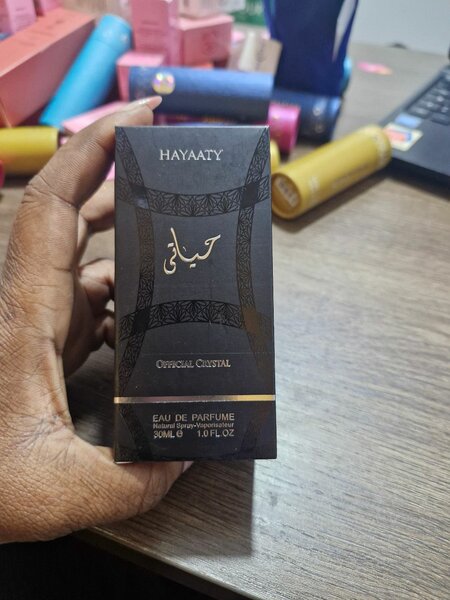 HAYAATY
حياتي
OFFICIAL CRYSTAL
EAU DE PARFUME
Natural Spray-Vaporisateur
30ML e 1.0 FL OZ